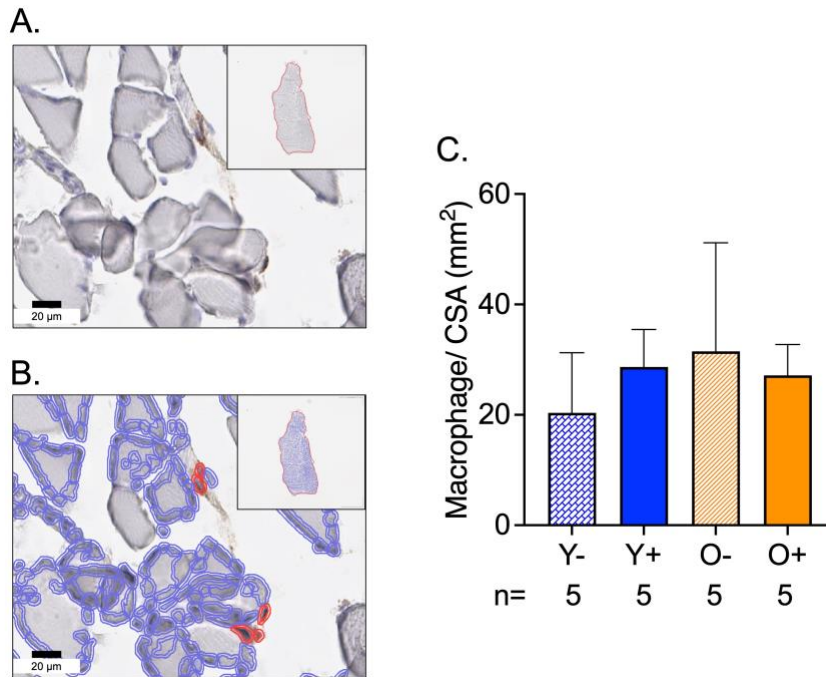 A.
20 µm
B.
20 µm
C.
Macrophage/ CSA (mm²)
60
40
20
0
Y- Y+ O- O+
n= 5 5 5 5